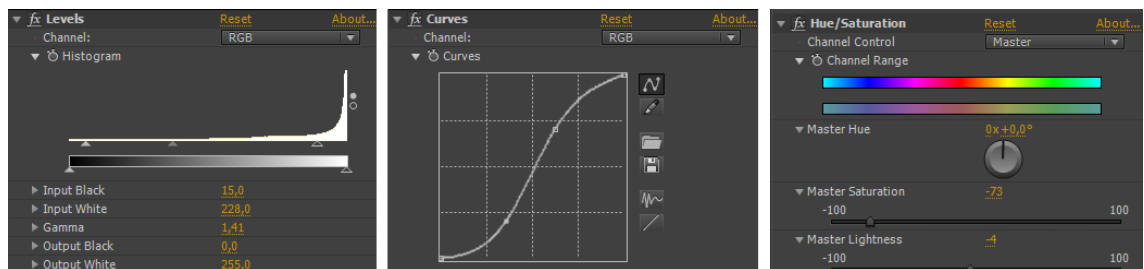 fx Levels Reset About...
Channel: RGB
Histogram
Input Black 15,0
Input White 228,0
Gamma 1,41
Output Black 0,0
Output White 255,0
fx Curves Reset About...
Channel: RGB
Curves
fx Hue/Saturation Reset About...
Channel Control Master
Channel Range
Master Hue 0x+0,0°
Master Saturation -73
-100 100
Master Lightness -4
-100 100